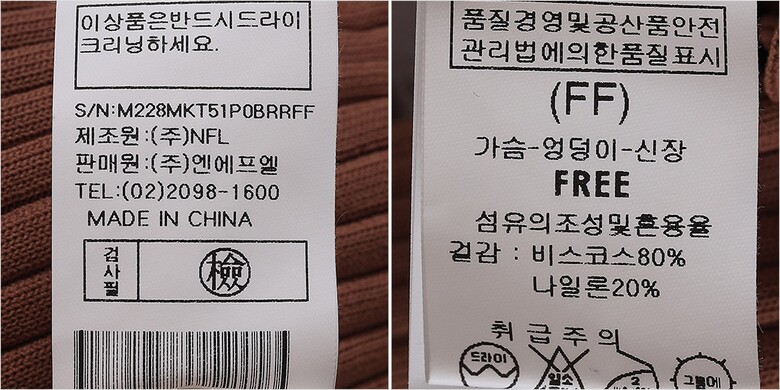 이상품은반드시드라이
크리닝하세요.
S/N:M228MKT51P0BRRFF
제조원:(주)NFL
판매원:(주)엔에프엘
TEL:(02)2098-1600
MADE IN CHINA
검사필
檢
품질경영및공산품안전
관리법에의한품질표시
(FF)
가슴-엉덩이-신장
FREE
섬유의조성및혼용율
겉감 : 비스코스80%
나일론20%
취급주의
드라이
2
그늘에